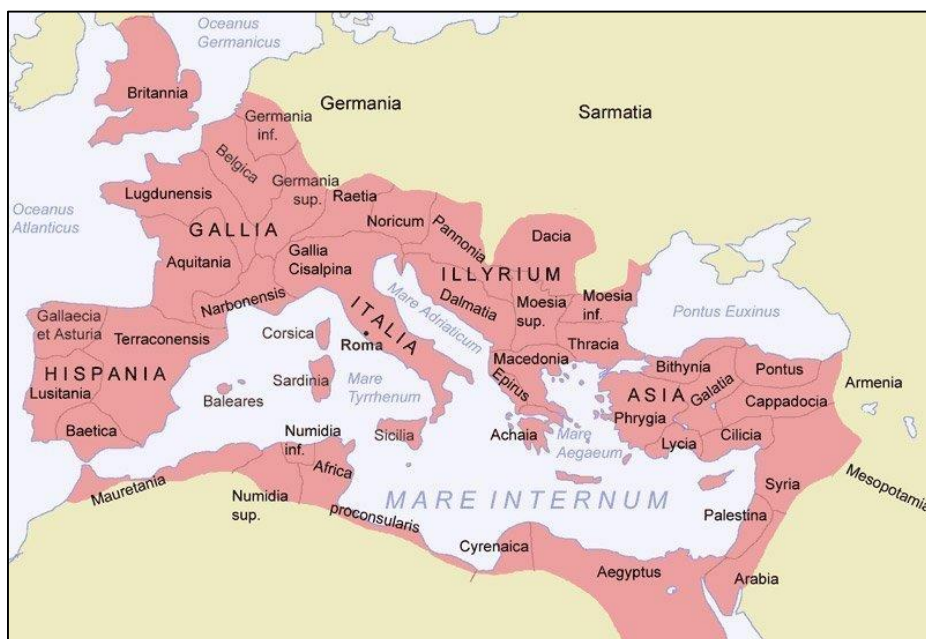 Oceanus
Germanicus
Britannia
Germania
Sarmatia
Germania
inf.
Belgica
Lugdunensis
Germania
sup.
Raetia
Noricum
Pannonia
Dacia
Oceanus
Atlanticus
GALLIA
Aquitania
Gallia
Cisalpina
ILLYRIUM
Dalmatia
Moesia
sup.
Moesia
inf.
Narbonensis
ITALIA
Mare Adriaticum
Pontus Euxinus
Gallaecia
et Asturia
Terraconensis
Corsica
Roma
Thracia
Macedonia
Epirus
Bithynia
Pontus
Armenia
HISPANIA
Lusitania
Baleares
Sardinia
Mare
Tyrrhenum
ASIA
Galatia
Cappadocia
Phrygia
Baetica
Numidia
inf.
Sicilia
Achaia
Mare
Aegaeum
Lycia
Cilicia
Africa
proconsularis
Mauretania
Numidia
sup.
MARE INTERNUM
Syria
Mesopotamia
Palestina
Cyrenaica
Aegyptus
Arabia